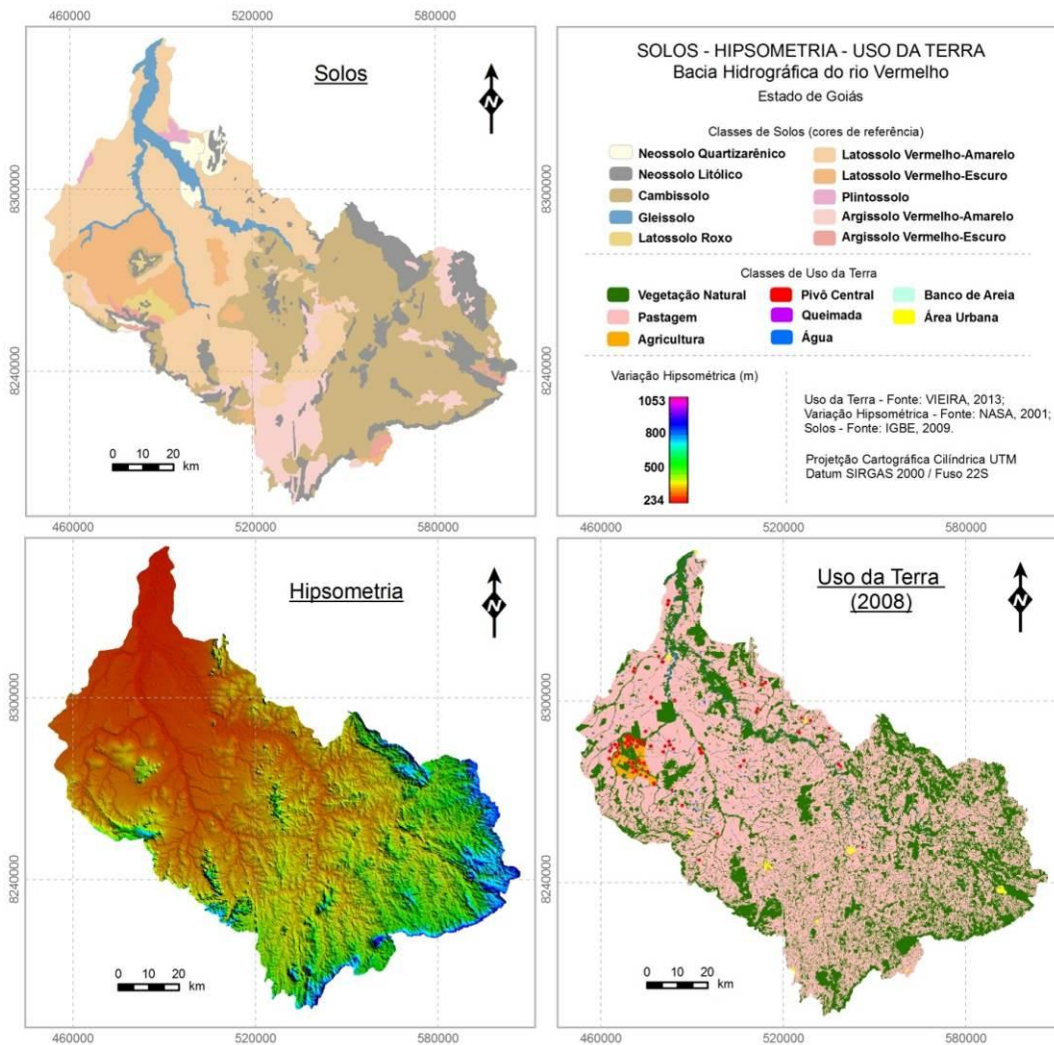 460000 520000 580000
Solos
N
8300000
8240000
0 10 20
km
SOLOS - HIPSOMETRIA - USO DA TERRA
Bacia Hidrográfica do rio Vermelho
Estado de Goiás
Classes de Solos (cores de referência)
Neossolo Quartizarênico
Neossolo Litólico
Cambissolo
Gleissolo
Latossolo Roxo
Latossolo Vermelho-Amarelo
Latossolo Vermelho-Escuro
Plintossolo
Argissolo Vermelho-Amarelo
Argissolo Vermelho-Escuro
Classes de Uso da Terra
Vegetação Natural
Pastagem
Agricultura
Pivô Central
Queimada
Água
Banco de Areia
Área Urbana
Variação Hipsométrica (m)
1053
800
500
234
Uso da Terra - Fonte: VIEIRA, 2013;
Variação Hipsométrica - Fonte: NASA, 2001;
Solos - Fonte: IGBE, 2009.
Projetção Cartográfica Cilíndrica UTM
Datum SIRGAS 2000 / Fuso 22S
460000 520000 580000
460000 520000 580000
Hipsometria
N
8300000
8240000
0 10 20
km
460000 520000 580000
Uso da Terra
(2008)
N
8300000
8240000
0 10 20
km
460000 520000 580000